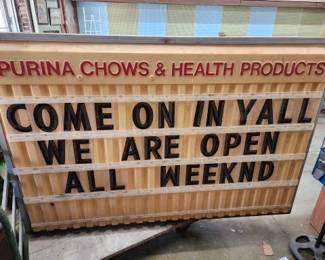 PURINA CHOWS & HEALTH PRODUCTS
COME ON IN YALL
WE ARE OPEN
ALL WEEKND